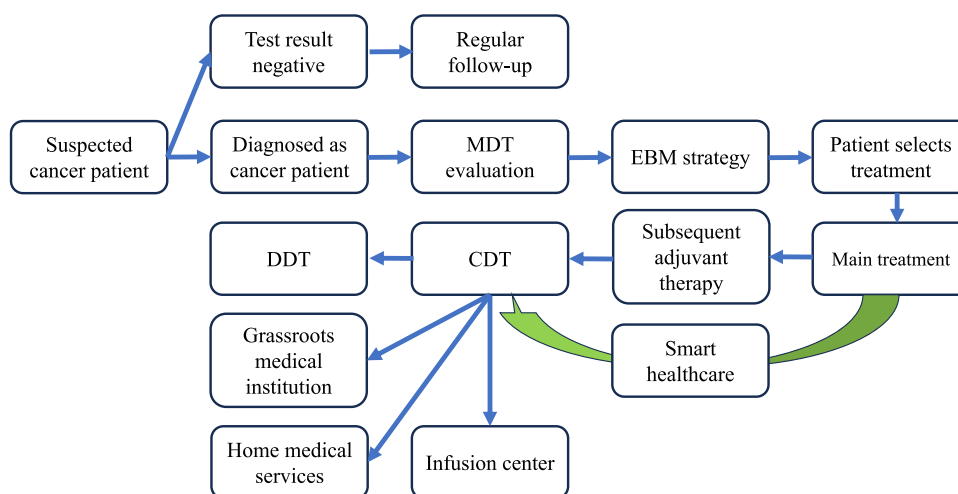 Test result
negative
Regular
follow-up
Suspected
cancer patient
Diagnosed as
cancer patient
MDT
evaluation
EBM strategy
Patient selects
treatment
DDT
CDT
Subsequent
adjuvant
therapy
Main treatment
Grassroots
medical
institution
Smart
healthcare
Home medical
services
Infusion center